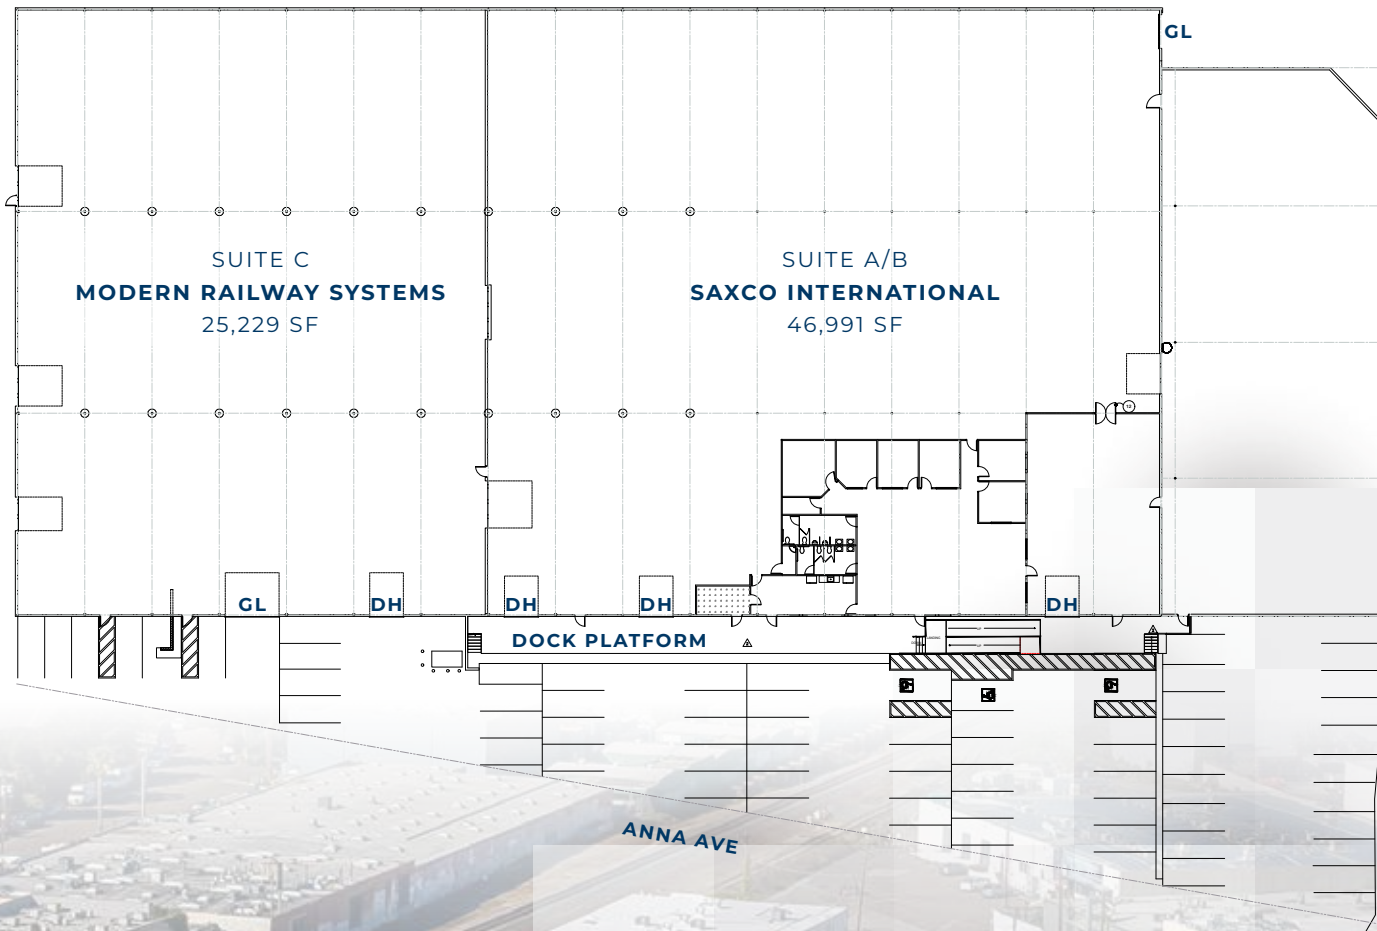 GL
SUITE C
MODERN RAILWAY SYSTEMS
25,229 SF
SUITE A/B
SAXCO INTERNATIONAL
46,991 SF
12
GL
DH
DH
DH
DH
DOCK PLATFORM
ANNA AVE